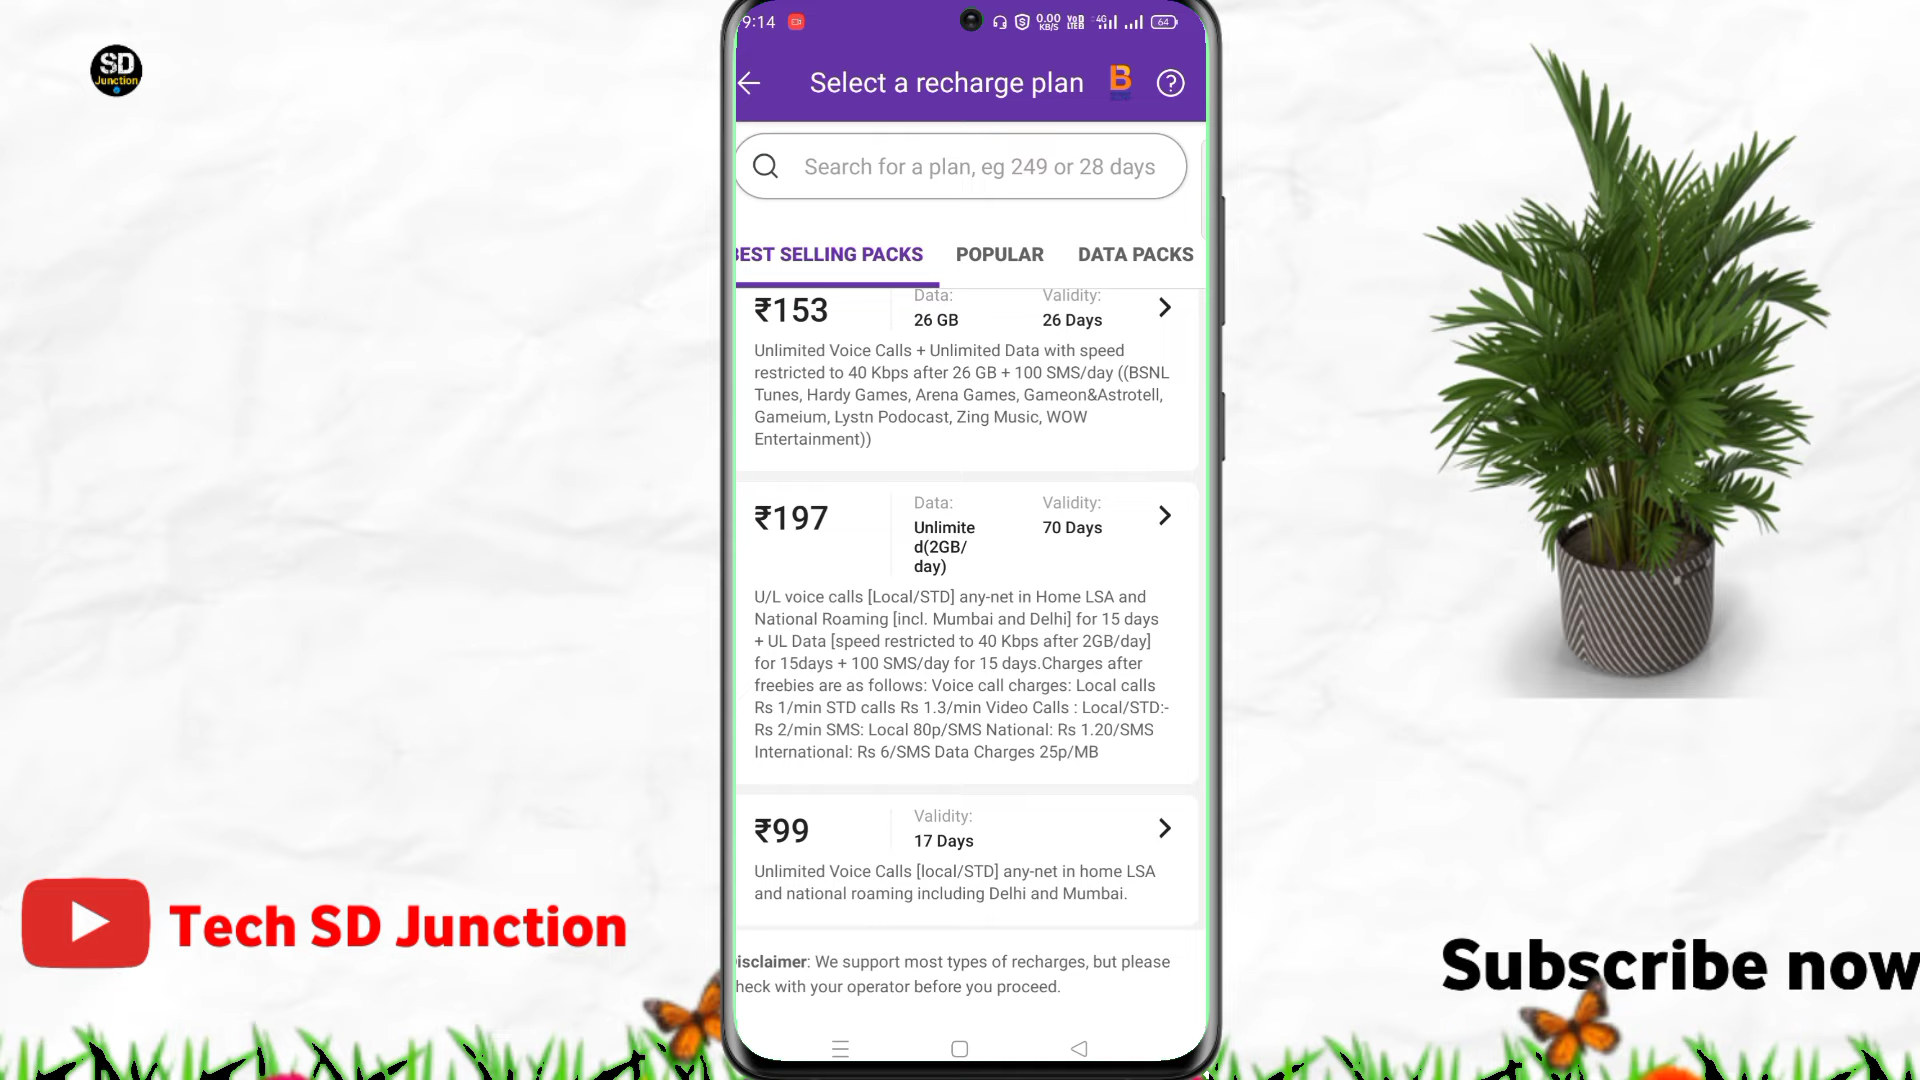 9:14
0.00 KB/S
4G
64
SD
Junction
Select a recharge plan
B
Search for a plan, eg 249 or 28 days
BEST SELLING PACKS POPULAR DATA PACKS
₹153
Data:
26 GB
Validity:
26 Days
Unlimited Voice Calls + Unlimited Data with speed
restricted to 40 Kbps after 26 GB + 100 SMS/day ((BSNL
Tunes, Hardy Games, Arena Games, Gameon&Astrotell,
Gameium, Lystn Podocast, Zing Music, WOW
Entertainment))
₹197
Data:
Unlimite
d(2GB/
day)
Validity:
70 Days
U/L voice calls [Local/STD] any-net in Home LSA and
National Roaming [incl. Mumbai and Delhi] for 15 days
+ UL Data [speed restricted to 40 Kbps after 2GB/day]
for 15days + 100 SMS/day for 15 days.Charges after
freebies are as follows: Voice call charges: Local calls
Rs 1/min STD calls Rs 1.3/min Video Calls : Local/STD:-
Rs 2/min SMS: Local 80p/SMS National: Rs 1.20/SMS
International: Rs 6/SMS Data Charges 25p/MB
₹99
Validity:
17 Days
Unlimited Voice Calls [local/STD] any-net in home LSA
and national roaming including Delhi and Mumbai.
isclaimer: We support most types of recharges, but please
heck with your operator before you proceed.
Tech SD Junction
Subscribe now